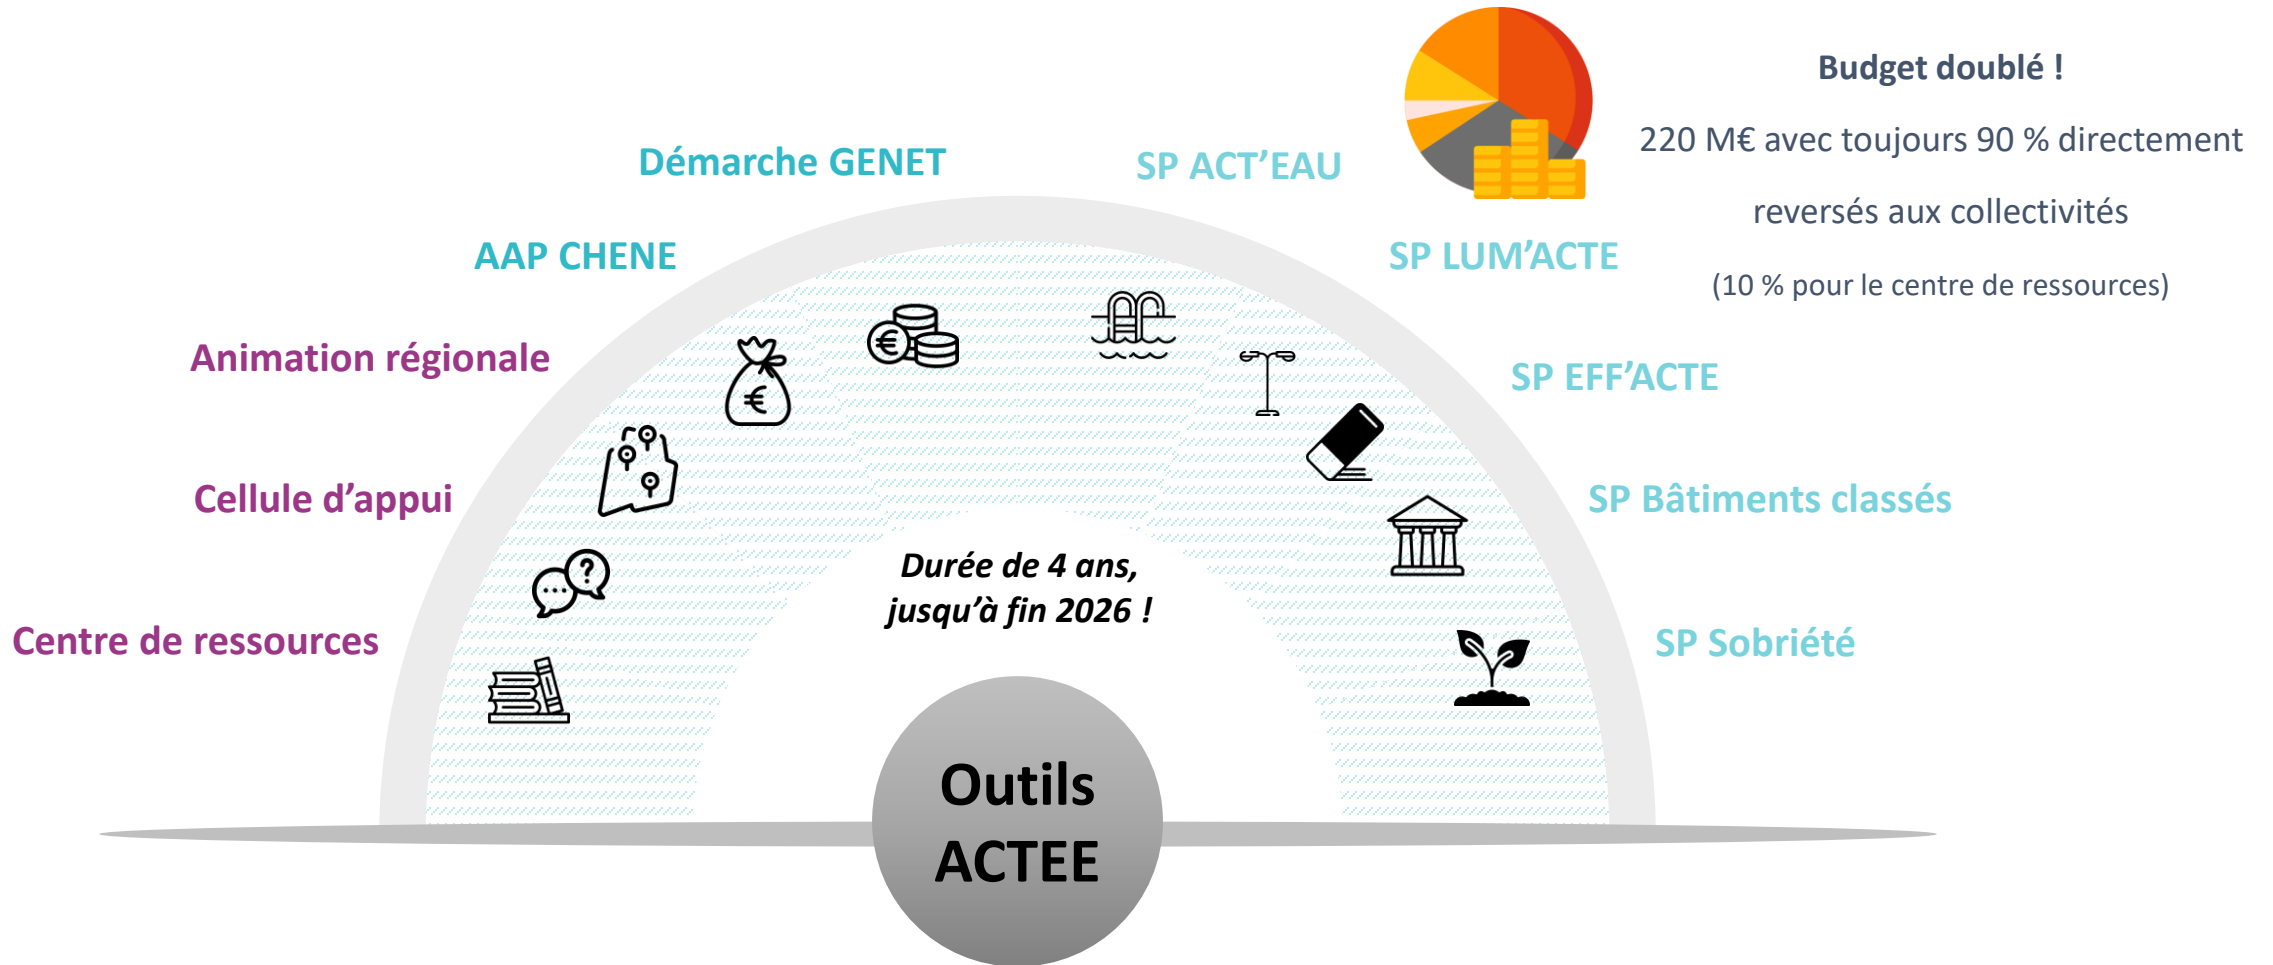 Budget doublé !
220 M€ avec toujours 90 % directement
reversés aux collectivités
(10 % pour le centre de ressources)
Démarche GENET
SP ACT’EAU
AAP CHENE
SP LUM’ACTE
Animation régionale
SP EFF’ACTE
Cellule d’appui
SP Bâtiments classés
Centre de ressources
SP Sobriété
Durée de 4 ans,
jusqu’à fin 2026 !
Outils
ACTEE